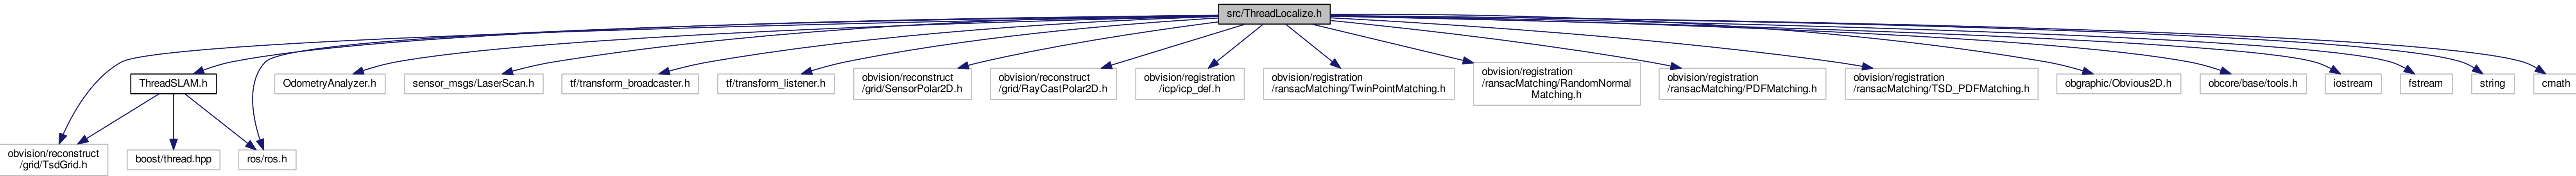 src/ThreadLocalize.h
ThreadSLAM.h
OdometryAnalyzer.h
sensor_msgs/LaserScan.h
tf/transform_broadcaster.h
tf/transform_listener.h
obvision/reconstruct
/grid/SensorPolar2D.h
obvision/reconstruct
/grid/RayCastPolar2D.h
obvision/registration
/icp/icp_def.h
obvision/registration
/ransacMatching/TwinPointMatching.h
obvision/registration
/ransacMatching/RandomNormal
Matching.h
obvision/registration
/ransacMatching/PDFMatching.h
obvision/registration
/ransacMatching/TSD_PDFMatching.h
obgraphic/Obvious2D.h
obcore/base/tools.h
iostream
fstream
string
cmath
obvision/reconstruct
/grid/TsdGrid.h
boost/thread.hpp
ros/ros.h